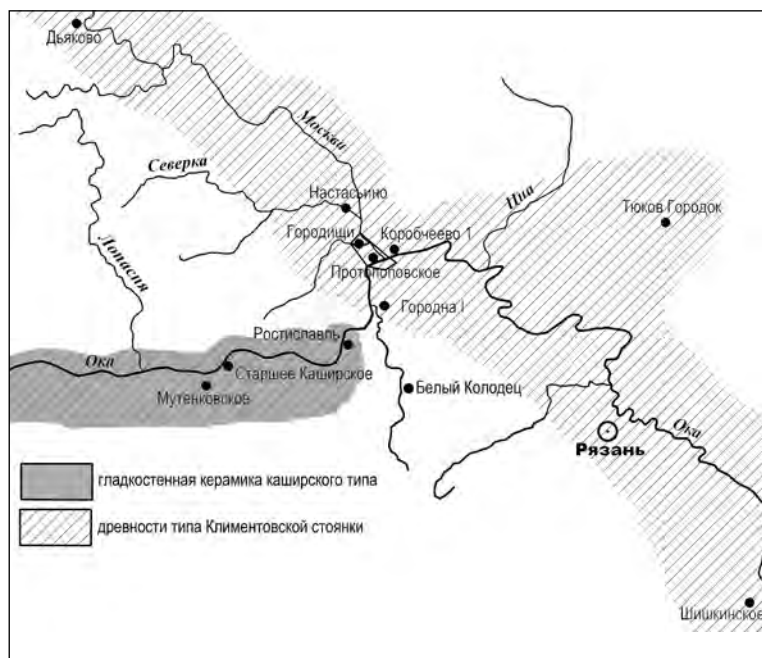 Дьяково
Москва
Северка
Настасьино
Цна
Тюков Городок
Городищи
Коробчеево 1
Протопоповское
Лопасня
Городна I
Ростиславль
Ока
Старшее Каширское
Мутенковское
Белый Колодец
Ока
Рязань
гладкостенная керамика каширского типа
древности типа Климентовской стоянки
Шишкинское